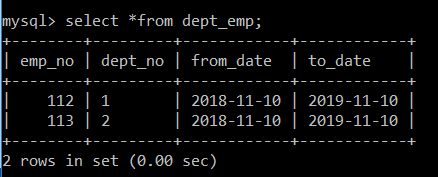 mysql> select *from dept_emp;
+--------+---------+------------+------------+
| emp_no | dept_no | from_date  | to_date    |
+--------+---------+------------+------------+
|    112 | 1       | 2018-11-10 | 2019-11-10 |
|    113 | 2       | 2018-11-10 | 2019-11-10 |
+--------+---------+------------+------------+
2 rows in set (0.00 sec)